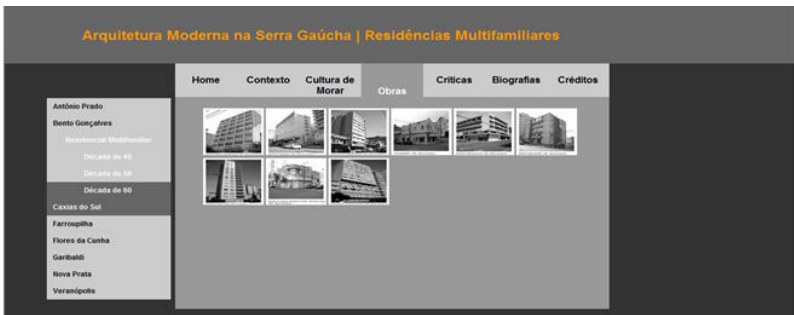 Arquitetura Moderna na Serra Gaúcha | Residências Multifamiliares
Home
Contexto
Cultura de
Morar
Obras
Críticas
Biografias
Créditos
Antônio Prado
Bento Gonçalves
Residencial Multifamiliar
Década de 40
Década de 50
Década de 60
Caxias do Sul
Farroupilha
Flores da Cunha
Garibaldi
Nova Prata
Veranópolis